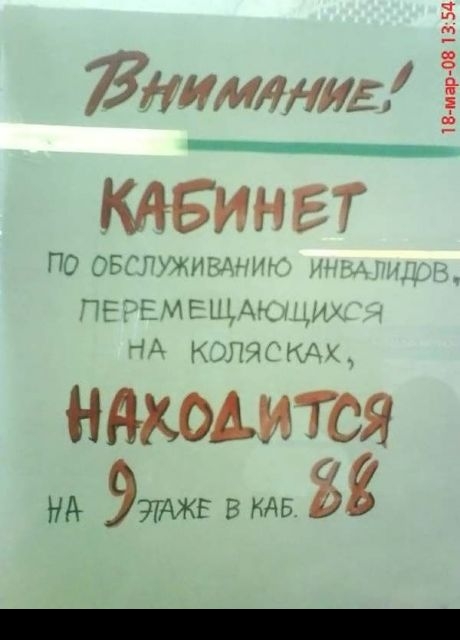 18-мар-08 13:54
Внимание!
КАБИНЕТ
ПО ОБСЛУЖИВАНИЮ ИНВАЛИДОВ,
ПЕРЕМЕЩАЮЩИХСЯ
НА КОЛЯСКАХ,
НАХОДИТСЯ
НА 9 ЭТАЖЕ В КАБ. 88